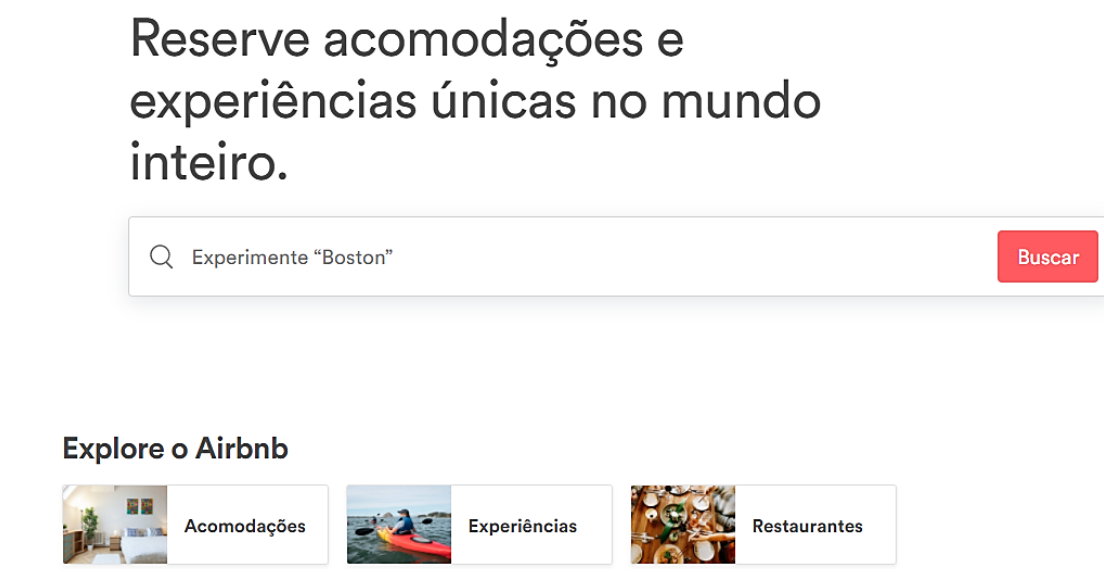 Reserve acomodações e
experiências únicas no mundo
inteiro.
Experimente “Boston”
Buscar
Explore o Airbnb
Acomodações
Experiências
Restaurantes